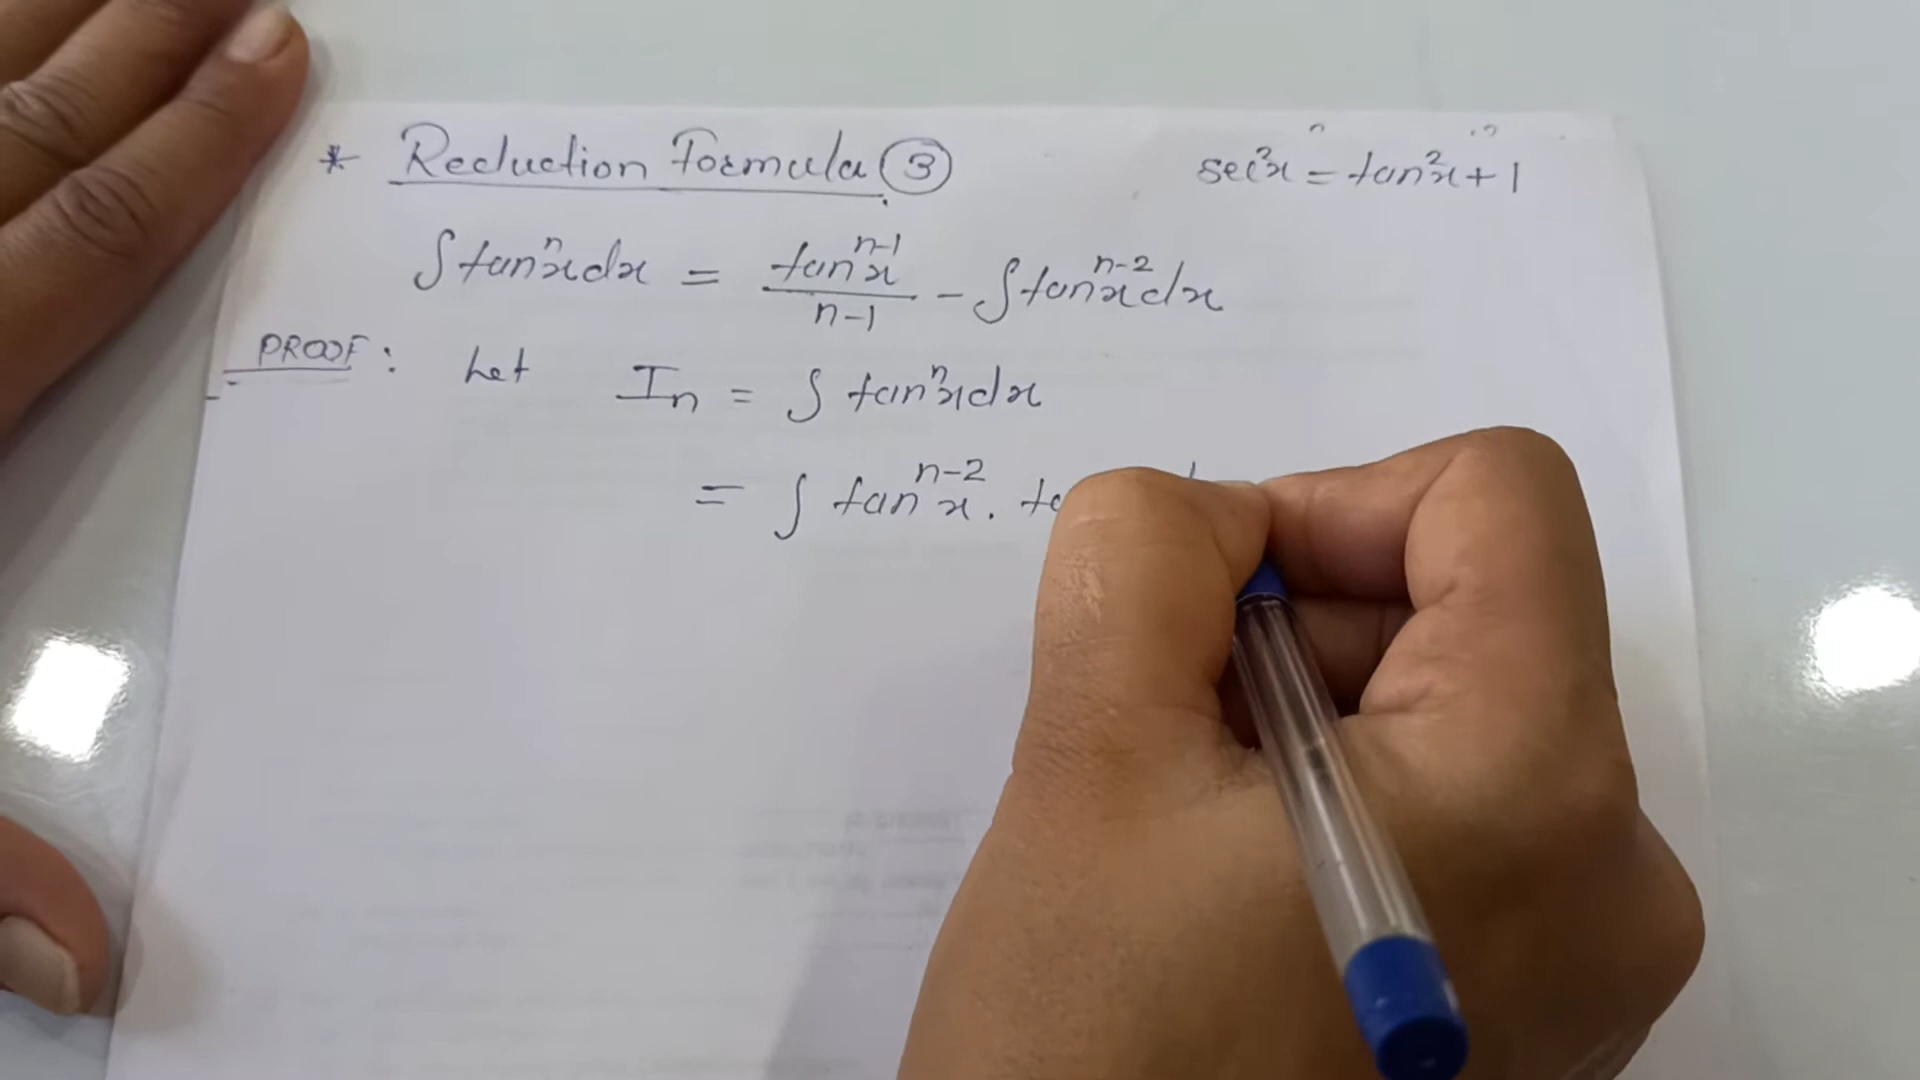 * Reduction Formula ③
sec²x = tan²x + 1
∫tanⁿx dx = tanⁿ⁻¹x / n-1 - ∫tanⁿ⁻²x dx
PROOF : Let Iₙ = ∫ tanⁿx dx
= ∫ tanⁿ⁻²x .